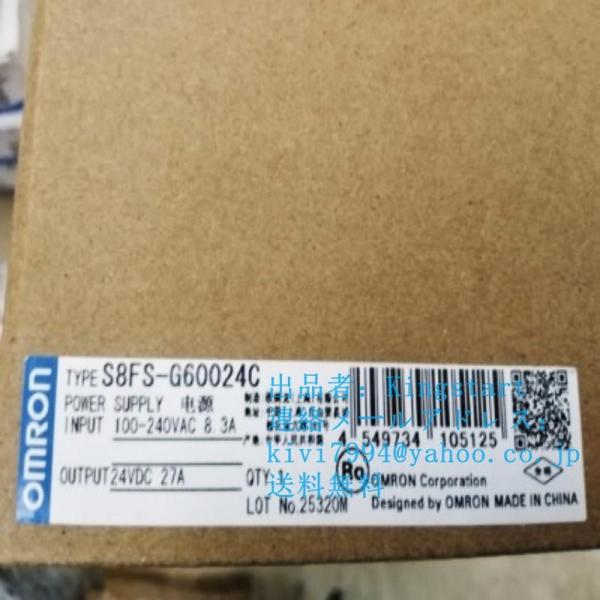 OMRON
TYPE S8FS-G60024C
POWER SUPPLY 电源
INPUT 100-240VAC 8.3A
OUTPUT 24VDC 27A
QTY. 1
LOT No. 25320M
4 549734 105125
OMRON Corporation
Designed by OMRON MADE IN CHINA
出品者: Kingstart
連絡メールアドレス:
kivi7994@yahoo.co.jp
送料無料